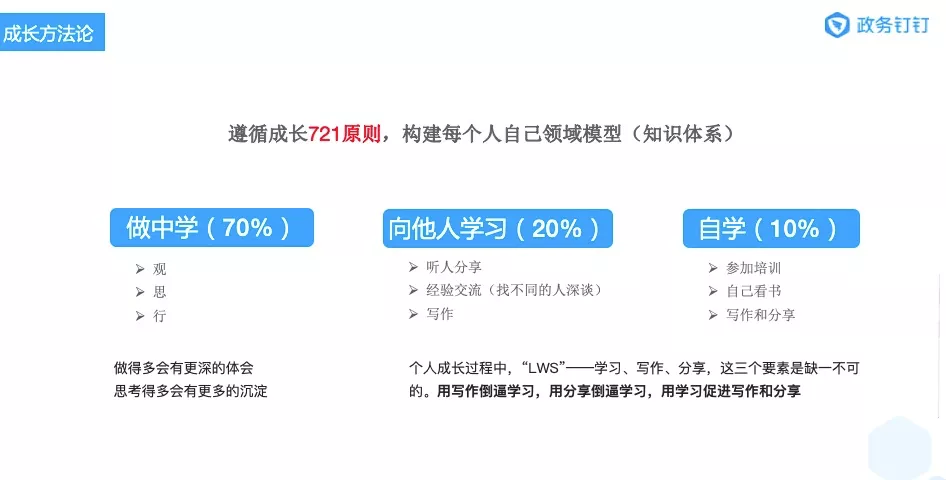 成长方法论
政务钉钉
遵循成长721原则，构建每个人自己领域模型（知识体系）
做中学（70%）
向他人学习（20%）
自学（10%）
➢ 观
➢ 思
➢ 行
➢ 听人分享
➢ 经验交流（找不同的人深谈）
➢ 写作
➢ 参加培训
➢ 自己看书
➢ 写作和分享
做得多会有更深的体会
思考得多会有更多的沉淀
个人成长过程中，“LWS”——学习、写作、分享，这三个要素是缺一不可
的。用写作倒逼学习，用分享倒逼学习，用学习促进写作和分享